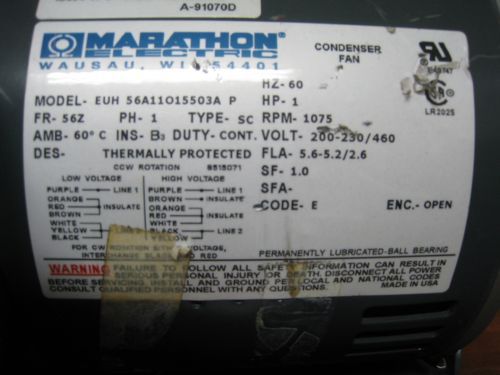 A-91070D
MARATHON
ELECTRIC
WAUSAU, WI 54401
CONDENSER
FAN
HZ- 60
LR2025
MODEL- EUH 56A11O15503A P HP- 1
FR- 56Z PH- 1 TYPE- SC RPM- 1075
AMB- 60° C INS- B3 DUTY- CONT. VOLT- 200-230/460
DES- THERMALLY PROTECTED FLA- 5.6-5.2/2.6
CCW ROTATION 8515071
SF- 1.0
LOW VOLTAGE HIGH VOLTAGE
SFA-
PURPLE LINE 1 PURPLE LINE 1
ORANGE ORANGE
RED INSULATE RED INSULATE
BROWN BROWN
CODE- E ENC.- OPEN
WHITE WHITE
YELLOW YELLOW LINE 2
BLACK BLACK
FOR CW ROTATION VOLTAGE,
INTERCHANGE BLACK AND RED
PERMANENTLY LUBRICATED-BALL BEARING
WARNING FAILURE TO FOLLOW ALL SAFETY INFORMATION CAN RESULT IN
SERIOUS PERSONAL INJURY OR DEATH. DISCONNECT ALL POWER
BEFORE SERVICING. INSTALL AND GROUND PER LOCAL AND NATIONAL CODES
CONSULT QUALIFIED PERSONNEL WITH ANY QUESTIONS. MADE IN USA